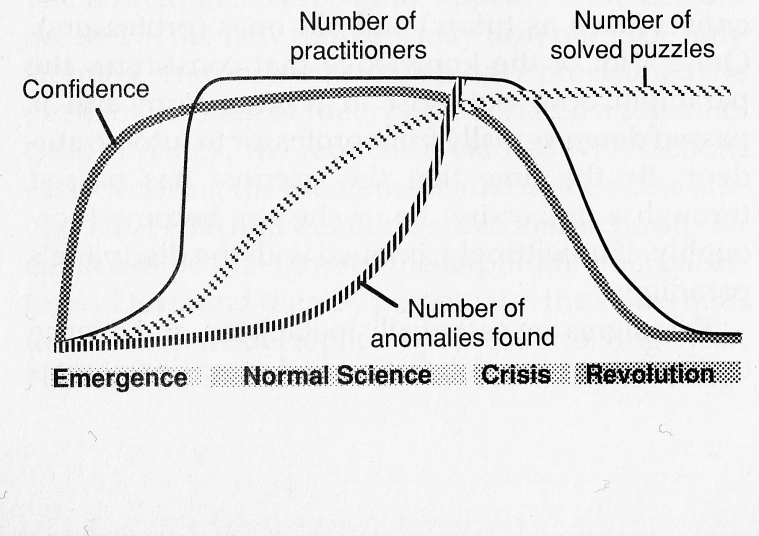 Number of
practitioners
Number of
solved puzzles
Confidence
Number of
anomalies found
Emergence
Normal Science
Crisis
Revolution